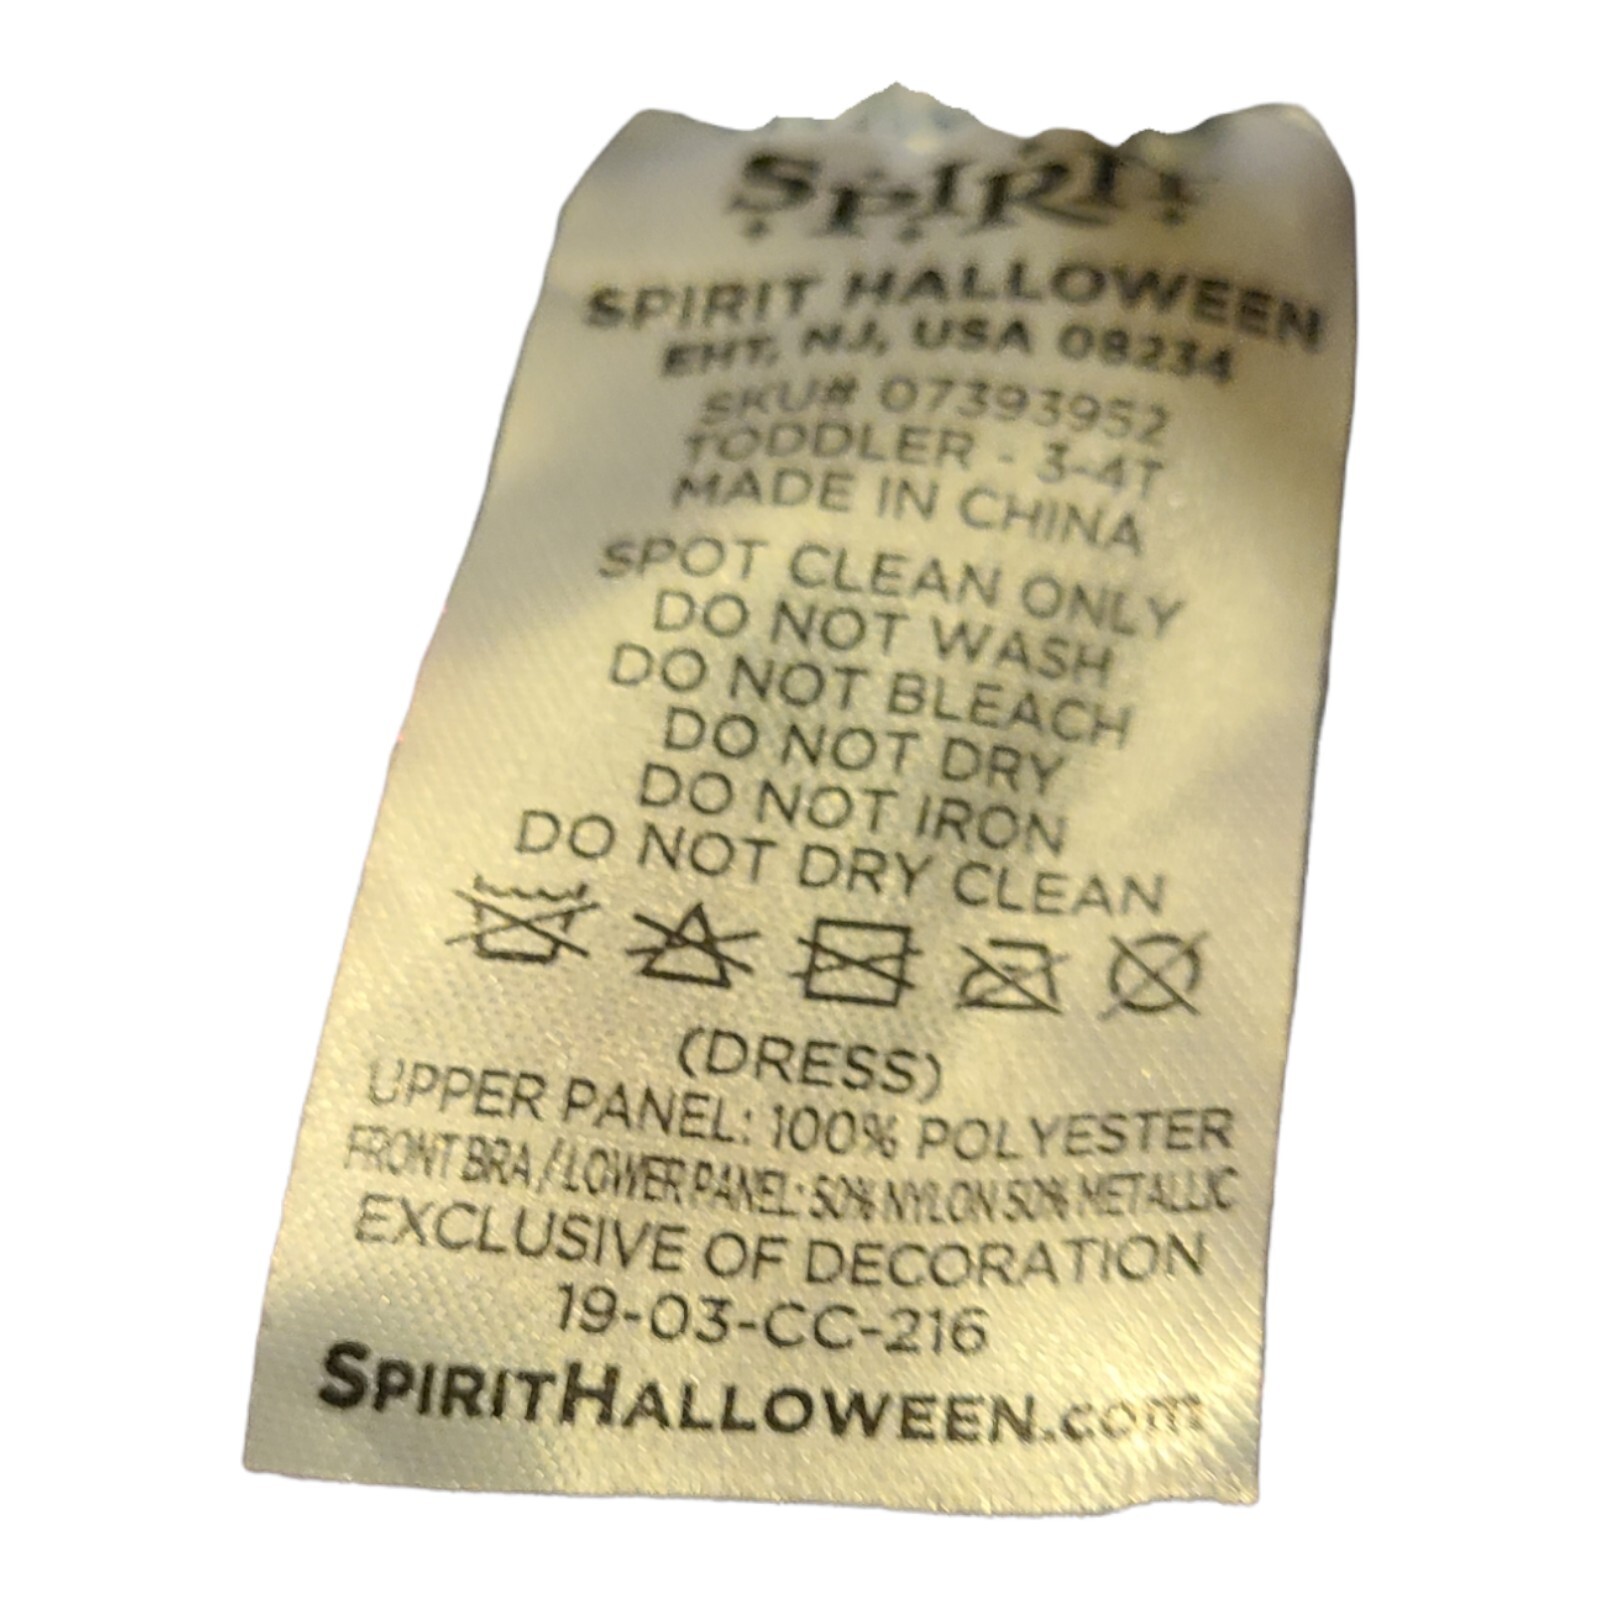 SPIRIT
SPIRIT HALLOWEEN
EHT, NJ, USA 08234
SKU# 07393952
TODDLER - 3-4T
MADE IN CHINA
SPOT CLEAN ONLY
DO NOT WASH
DO NOT BLEACH
DO NOT DRY
DO NOT IRON
DO NOT DRY CLEAN
(DRESS)
UPPER PANEL: 100% POLYESTER
FRONT BRA / LOWER PANEL: 50% NYLON 50% METALLIC
EXCLUSIVE OF DECORATION
19-03-CC-216
SPIRITHALLOWEEN.com